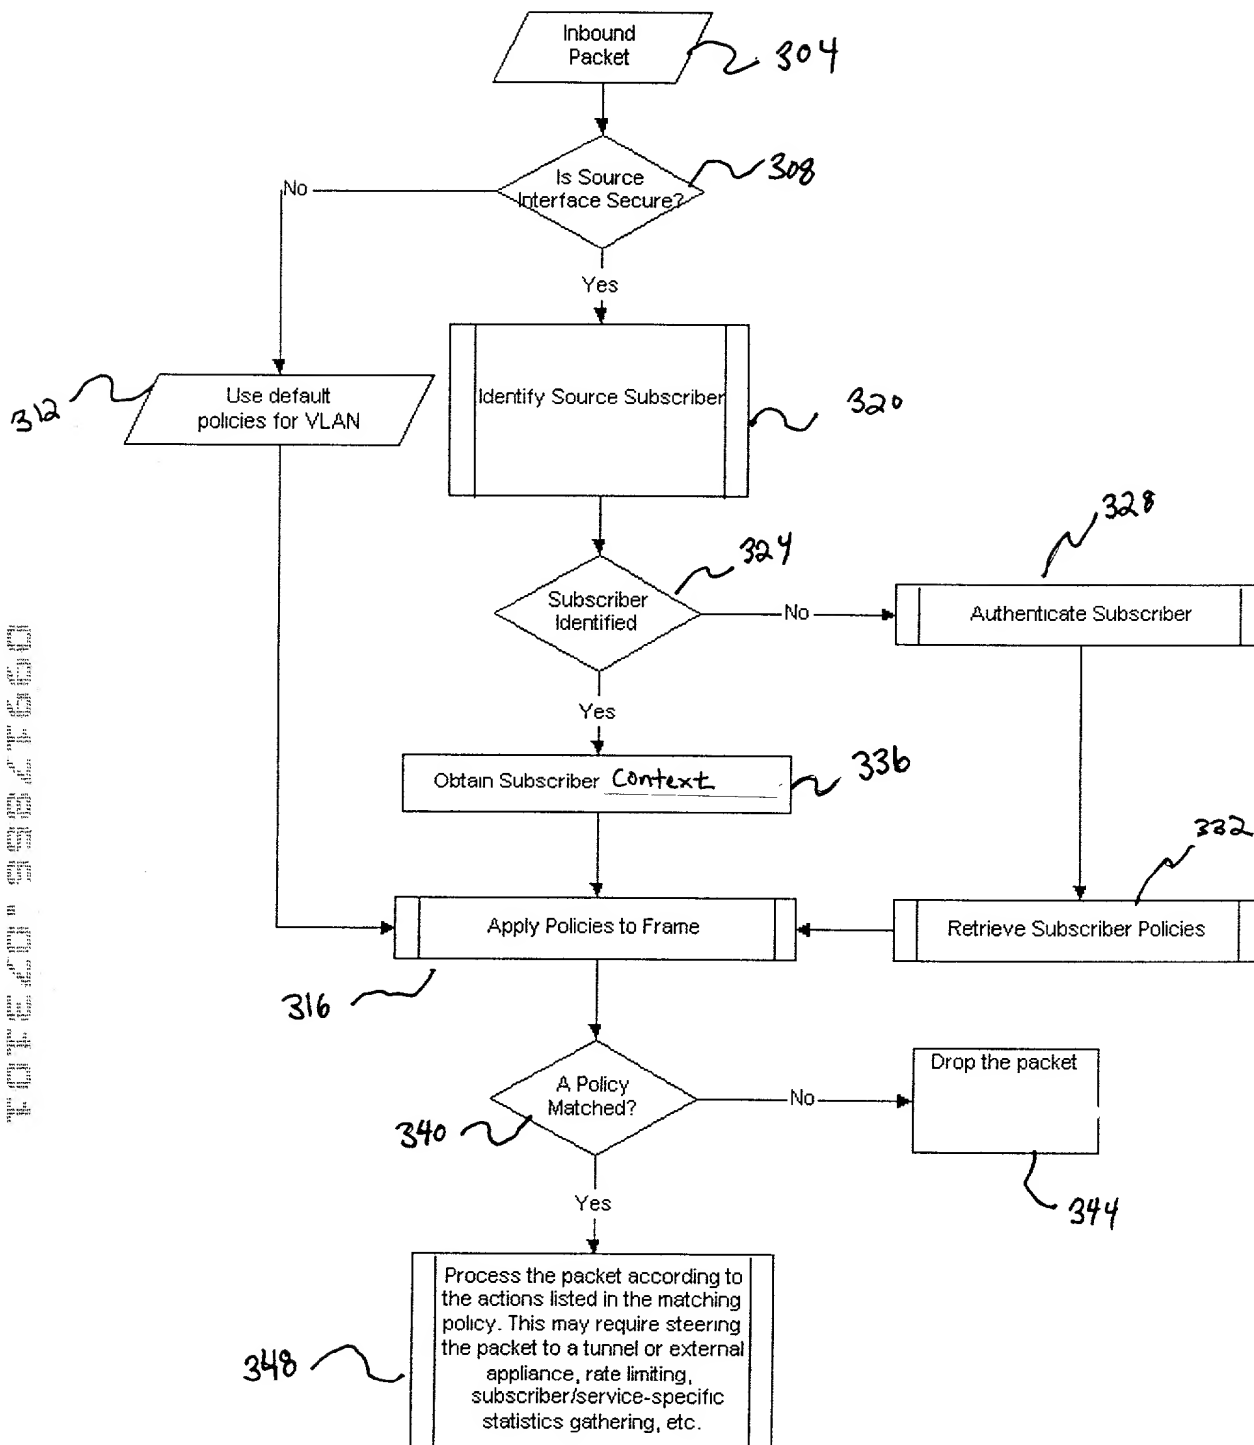 Inbound
Packet
304
Is Source
Interface Secure?
308
No
Yes
312
Use default
policies for VLAN
Identify Source Subscriber
320
328
324
Subscriber
Identified
No
Authenticate Subscriber
Yes
Obtain Subscriber Context
336
332
Apply Policies to Frame
Retrieve Subscriber Policies
316
A Policy
Matched?
No
Drop the packet
340
344
Yes
Process the packet according to
the actions listed in the matching
policy. This may require steering
the packet to a tunnel or external
appliance, rate limiting,
subscriber/service-specific
statistics gathering, etc.
348